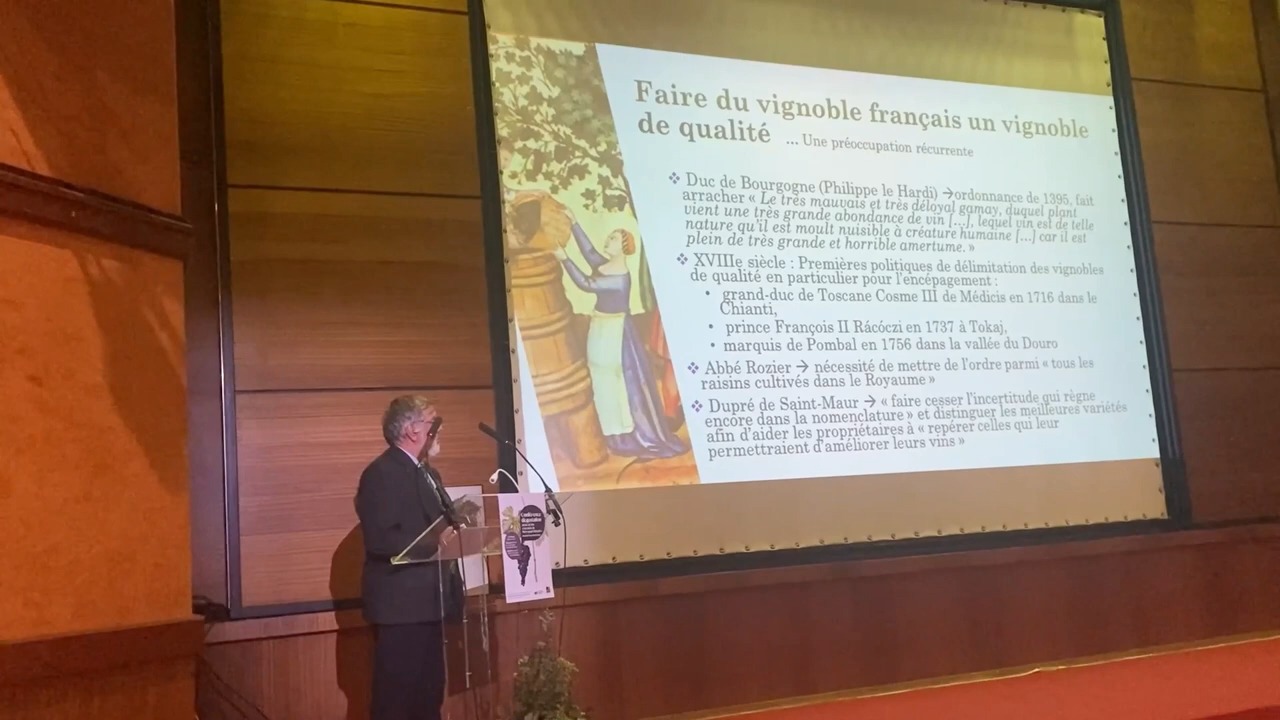 Faire du vignoble français un vignoble
de qualité ... Une préoccupation récurrente
❖ Duc de Bourgogne (Philippe le Hardi) →ordonnance de 1395, fait
arracher « Le très mauvais et très déloyal gamay, duquel plant
vient une très grande abondance de vin [...], lequel vin est de telle
nature qu'il est moult nuisible à créature humaine [...] car il est
plein de très grande et horrible amertume. »
❖ XVIIIe siècle : Premières politiques de délimitation des vignobles
de qualité en particulier pour l'encépagement :
• grand-duc de Toscane Cosme III de Médicis en 1716 dans le
Chianti,
• prince François II Rácóczi en 1737 à Tokaj,
• marquis de Pombal en 1756 dans la vallée du Douro
❖ Abbé Rozier → nécessité de mettre de l'ordre parmi « tous les
raisins cultivés dans le Royaume »
❖ Dupré de Saint-Maur → « faire cesser l'incertitude qui règne
encore dans la nomenclature » et distinguer les meilleures variétés
afin d'aider les propriétaires à « repérer celles qui leur
permettraient d'améliorer leurs vins »
Conférence
dégustation